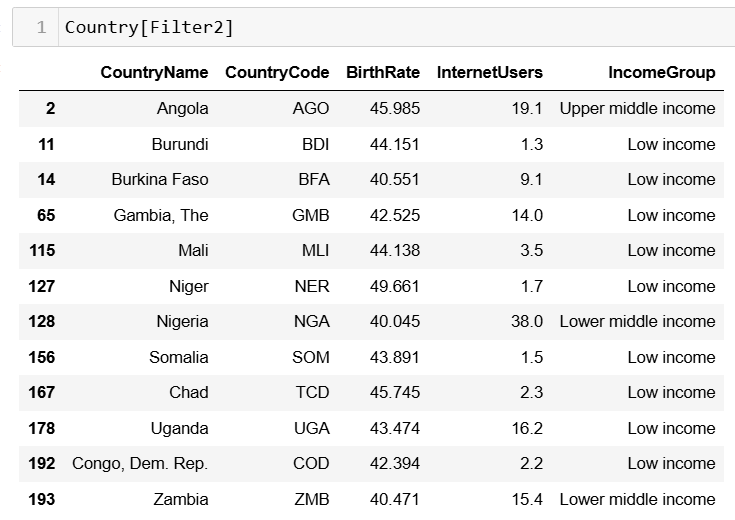 1 Country[Filter2]
CountryName CountryCode BirthRate InternetUsers IncomeGroup
2 Angola AGO 45.985 19.1 Upper middle income
11 Burundi BDI 44.151 1.3 Low income
14 Burkina Faso BFA 40.551 9.1 Low income
65 Gambia, The GMB 42.525 14.0 Low income
115 Mali MLI 44.138 3.5 Low income
127 Niger NER 49.661 1.7 Low income
128 Nigeria NGA 40.045 38.0 Lower middle income
156 Somalia SOM 43.891 1.5 Low income
167 Chad TCD 45.745 2.3 Low income
178 Uganda UGA 43.474 16.2 Low income
192 Congo, Dem. Rep. COD 42.394 2.2 Low income
193 Zambia ZMB 40.471 15.4 Lower middle income